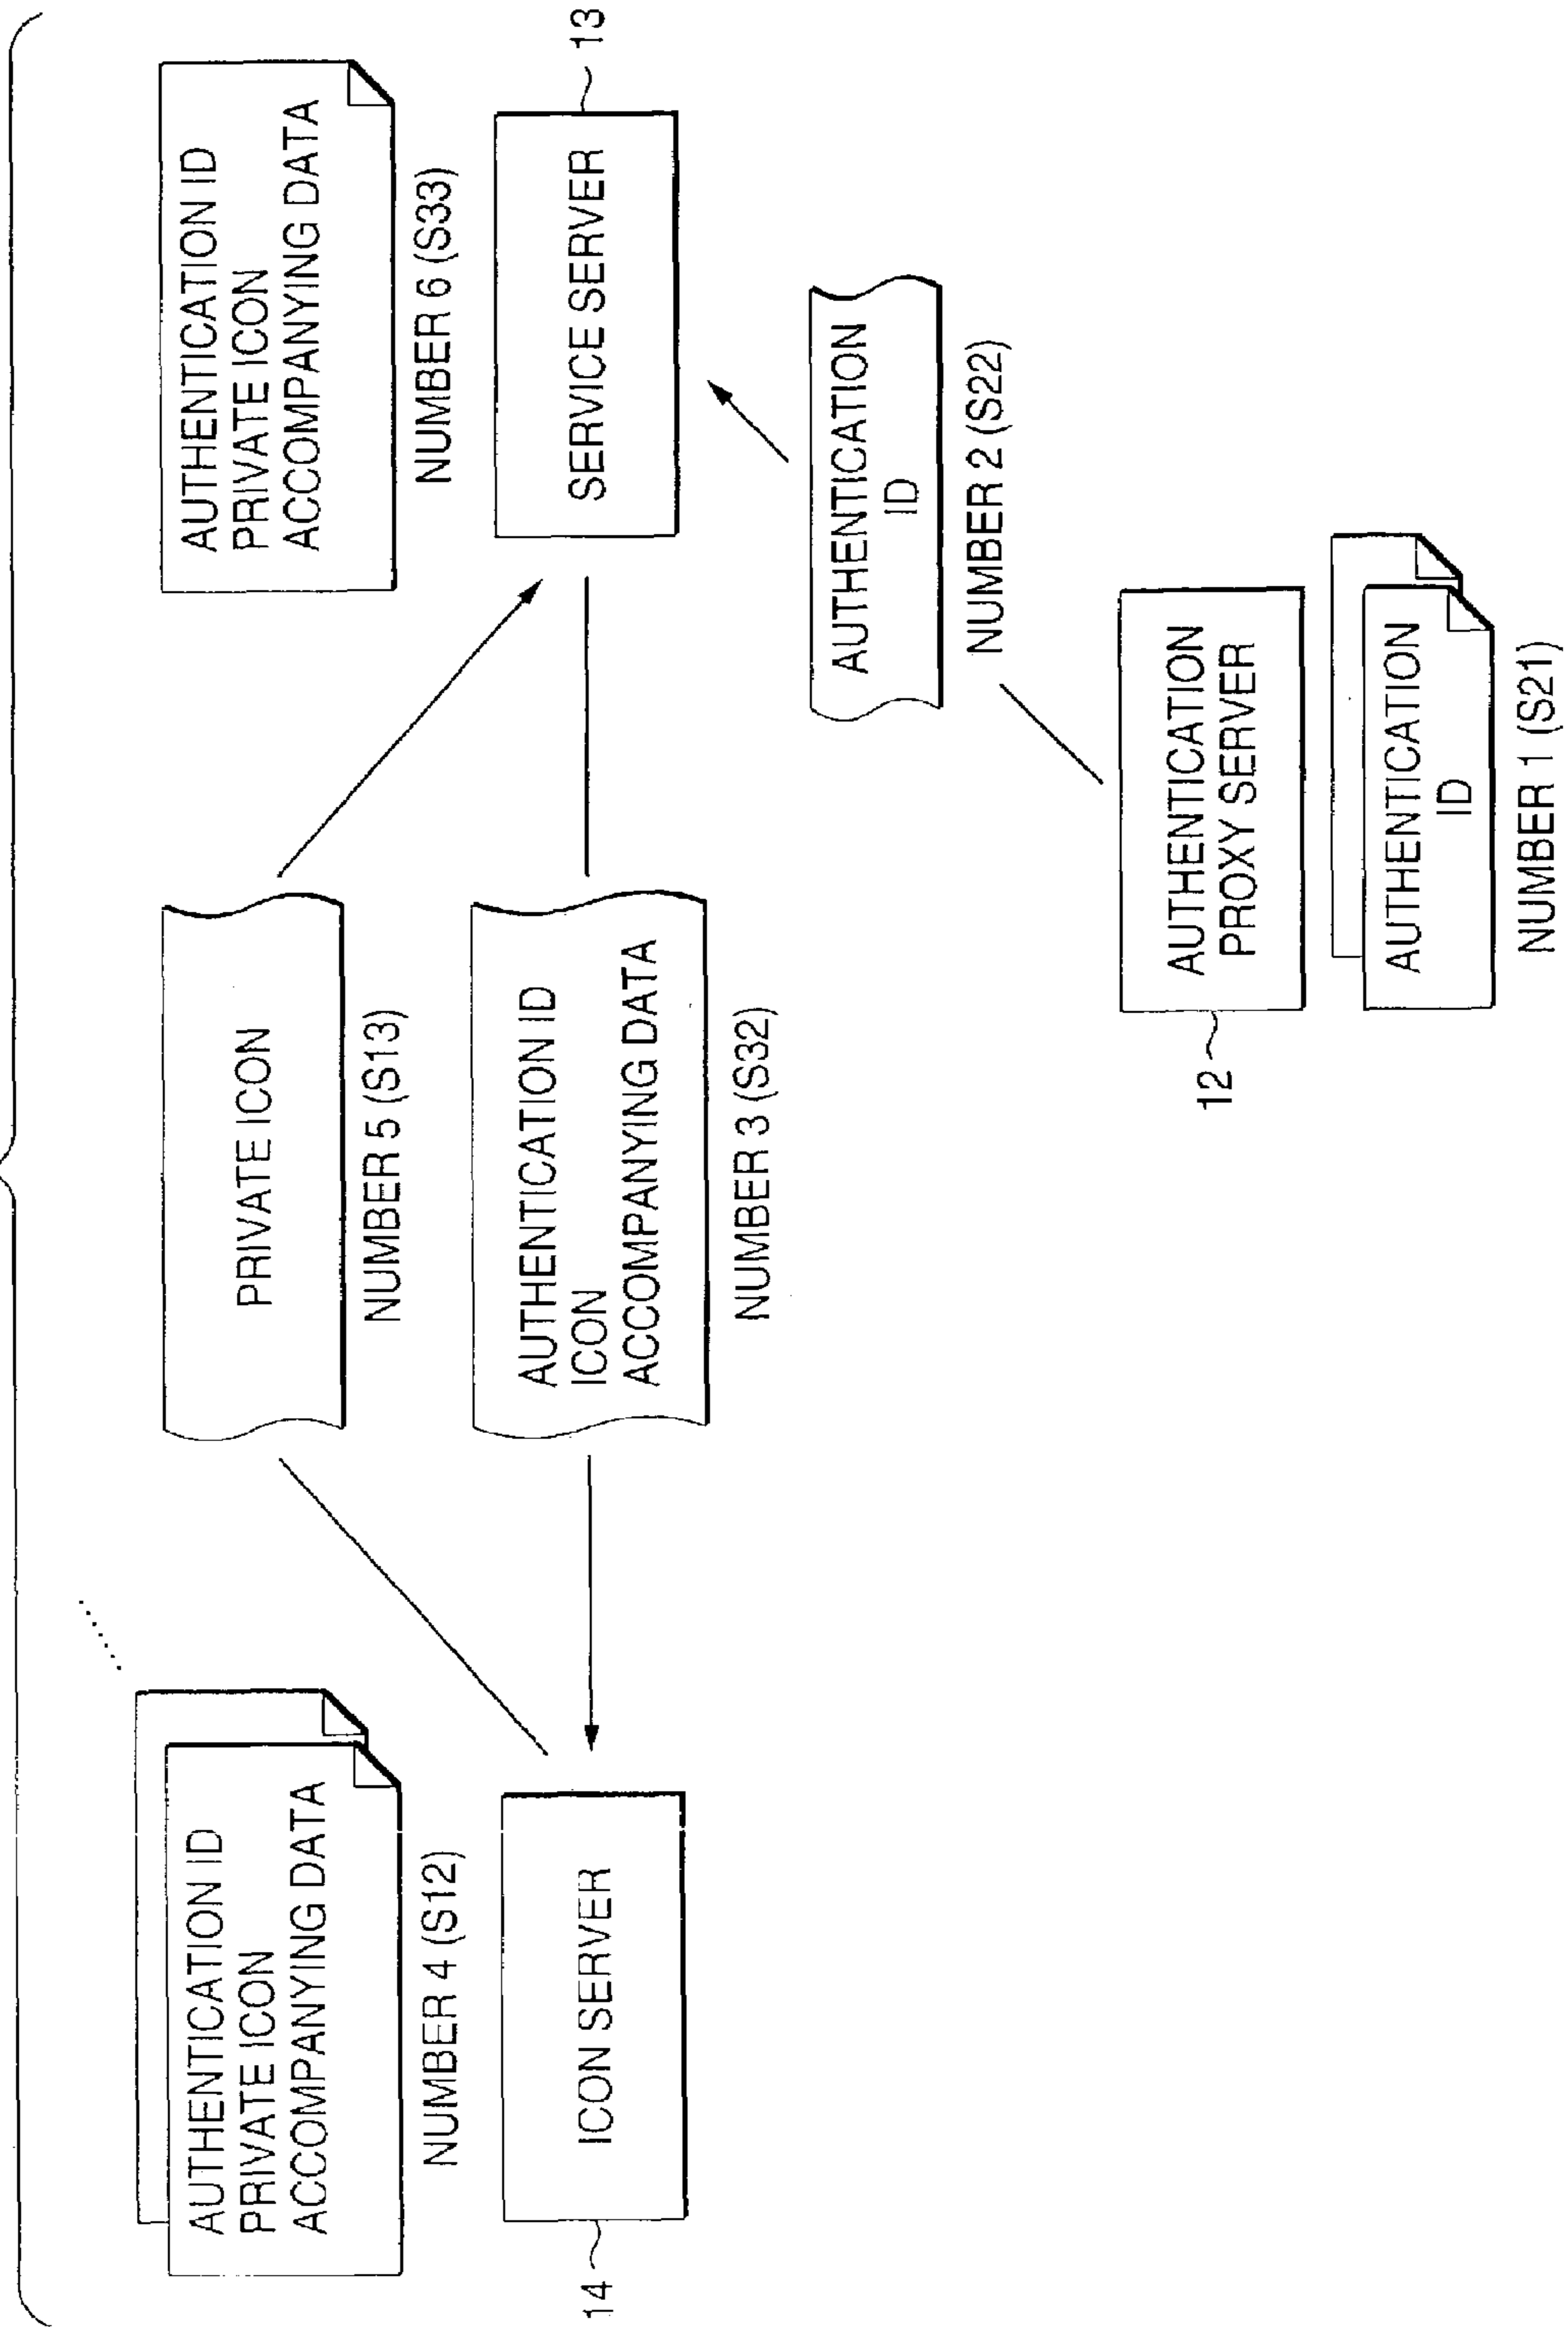 AUTHENTICATION ID
PRIVATE ICON
ACCOMPANYING DATA
NUMBER 4 (S12)
ICON SERVER
14
PRIVATE ICON
NUMBER 5 (S13)
AUTHENTICATION ID
ICON
ACCOMPANYING DATA
NUMBER 3 (S32)
AUTHENTICATION ID
PRIVATE ICON
ACCOMPANYING DATA
NUMBER 6 (S33)
SERVICE SERVER
13
AUTHENTICATION
ID
NUMBER 2 (S22)
12
AUTHENTICATION
PROXY SERVER
AUTHENTICATION
ID
NUMBER 1 (S21)